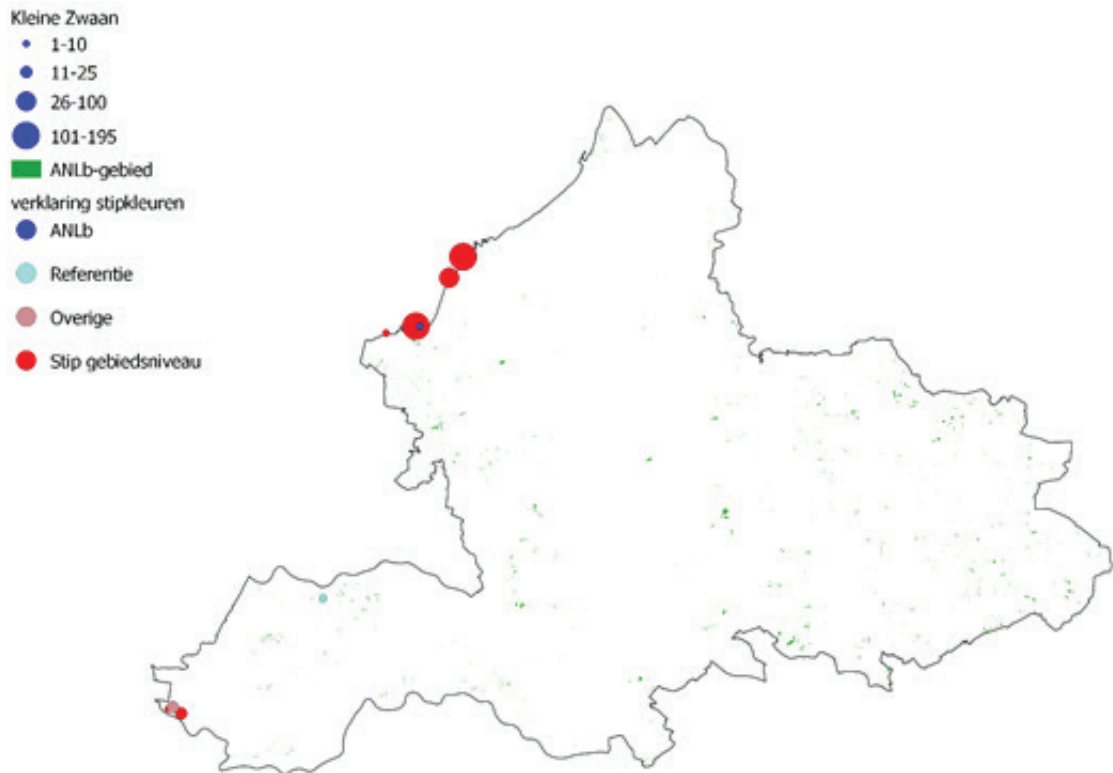 Kleine Zwaan
1-10
11-25
26-100
101-195
ANLb-gebied
verklaring stipkleuren
ANLb
Referentie
Overige
Stip gebiedsniveau